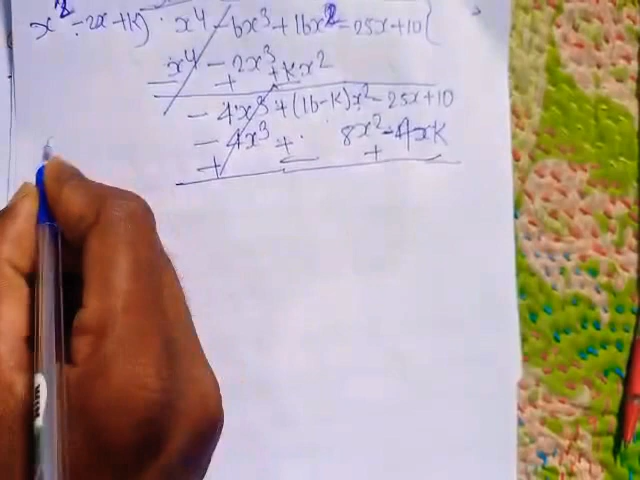 x² - 2x + k) x⁴ - 6x³ + 16x² - 25x + 10 (
x⁴ - 2x³ + kx²
- + -
- 4x³ + (16 - k)x² - 25x + 10
- 4x³ + 8x² - 4xk
+ - +